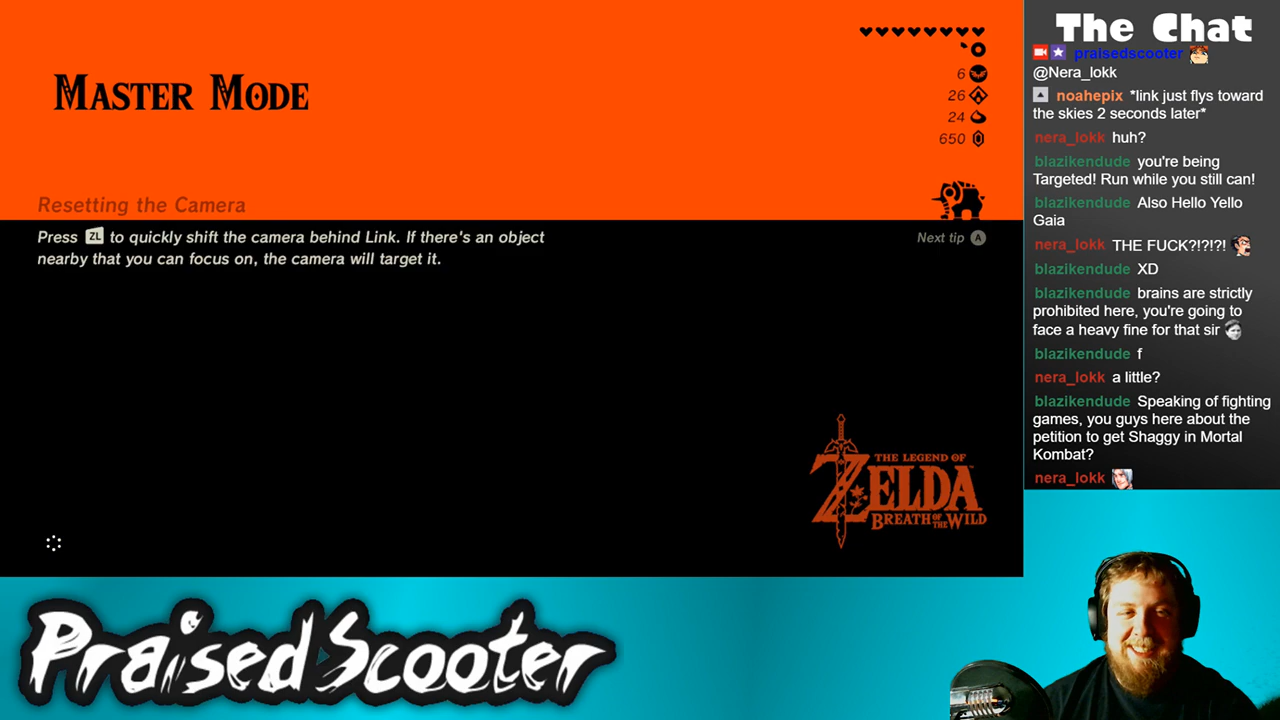 Master Mode
6
26
24
650
Resetting the Camera
Press ZL to quickly shift the camera behind Link. If there's an object
nearby that you can focus on, the camera will target it.
Next tip A
THE LEGEND OF
ZELDA
BREATH OF THE WILD
PraisedScooter
The Chat
praisedscooter
@Nera_lokk
noahepix *link just flys toward
the skies 2 seconds later*
nera_lokk huh?
blazikendude you're being
Targeted! Run while you still can!
blazikendude Also Hello Yello
Gaia
nera_lokk THE FUCK?!?!?!
blazikendude XD
blazikendude brains are strictly
prohibited here, you're going to
face a heavy fine for that sir
blazikendude f
nera_lokk a little?
blazikendude Speaking of fighting
games, you guys here about the
petition to get Shaggy in Mortal
Kombat?
nera_lokk